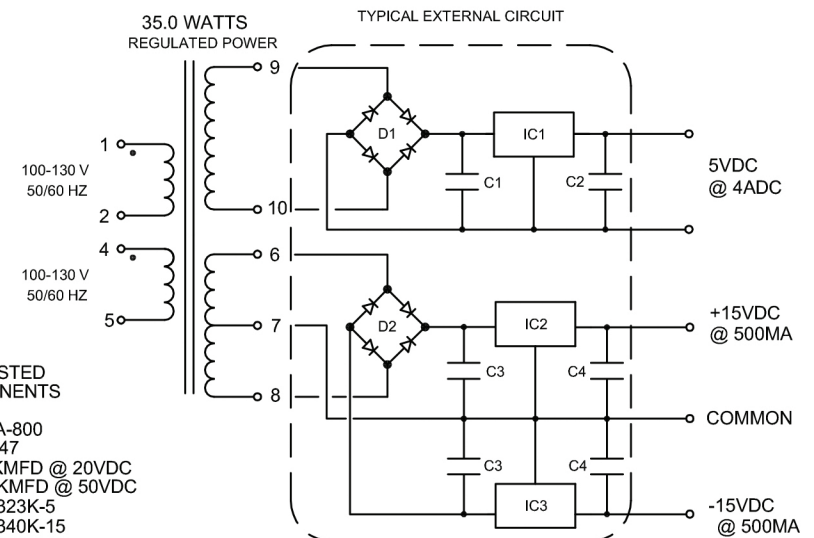 35.0 WATTS
REGULATED POWER
TYPICAL EXTERNAL CIRCUIT
9
1
100-130 V
50/60 HZ
2
10
D1
IC1
C1
C2
5VDC
@ 4ADC
4
100-130 V
50/60 HZ
5
6
7
8
D2
IC2
C3
C4
+15VDC
@ 500MA
COMMON
C3
C4
IC3
-15VDC
@ 500MA
STED
NENTS
A-800
47
KMFD @ 20VDC
KMFD @ 50VDC
323K-5
340K-15